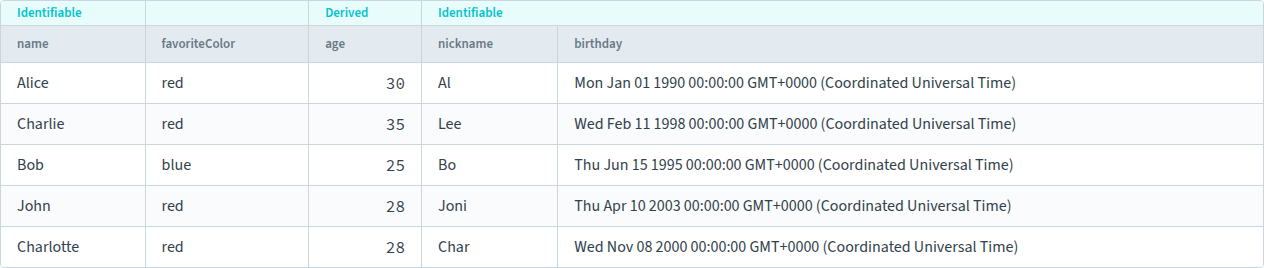 Identifiable Derived Identifiable
name favoriteColor age nickname birthday
Alice red 30 Al Mon Jan 01 1990 00:00:00 GMT+0000 (Coordinated Universal Time)
Charlie red 35 Lee Wed Feb 11 1998 00:00:00 GMT+0000 (Coordinated Universal Time)
Bob blue 25 Bo Thu Jun 15 1995 00:00:00 GMT+0000 (Coordinated Universal Time)
John red 28 Joni Thu Apr 10 2003 00:00:00 GMT+0000 (Coordinated Universal Time)
Charlotte red 28 Char Wed Nov 08 2000 00:00:00 GMT+0000 (Coordinated Universal Time)